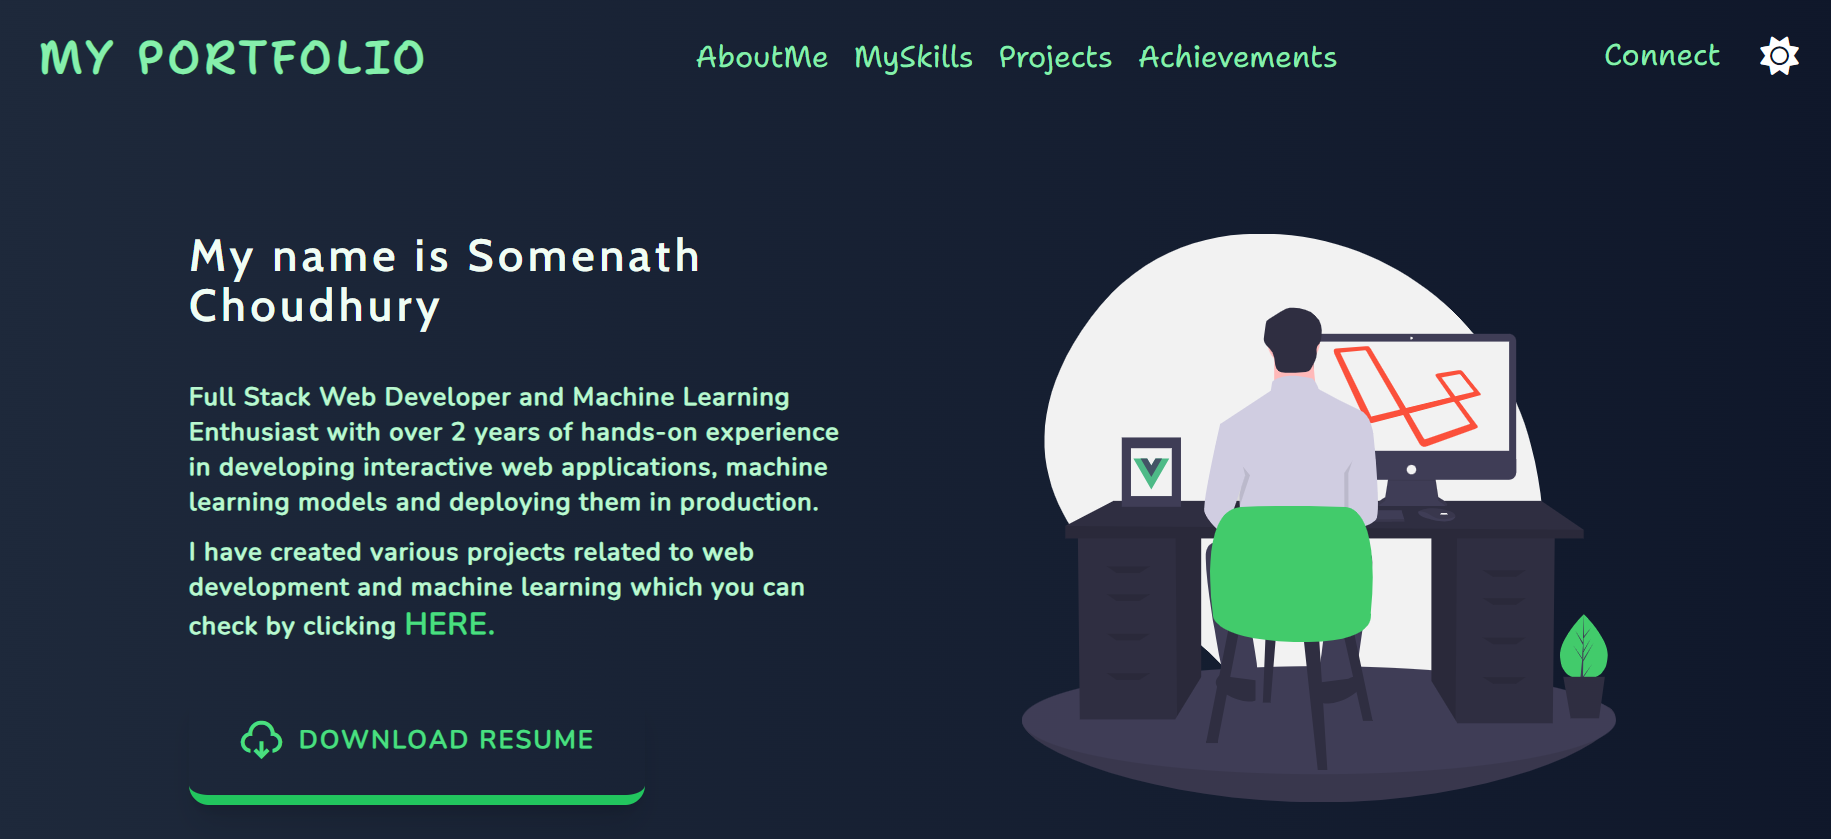 MY PORTFOLIO
AboutMe MySkills Projects Achievements
Connect
My name is Somenath
Choudhury
Full Stack Web Developer and Machine Learning
Enthusiast with over 2 years of hands-on experience
in developing interactive web applications, machine
learning models and deploying them in production.
I have created various projects related to web
development and machine learning which you can
check by clicking HERE.
DOWNLOAD RESUME